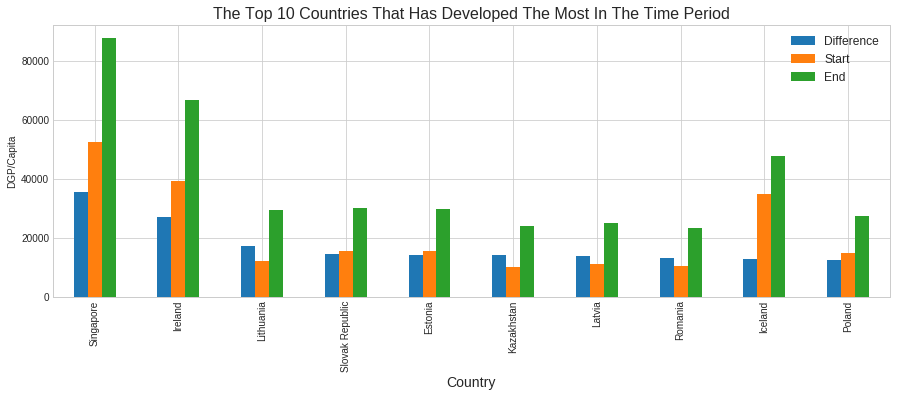 The Top 10 Countries That Has Developed The Most In The Time Period
Difference
Start
End
DGP/Capita
80000
60000
40000
20000
0
Singapore
Ireland
Lithuania
Slovak Republic
Estonia
Kazakhstan
Latvia
Romania
Iceland
Poland
Country